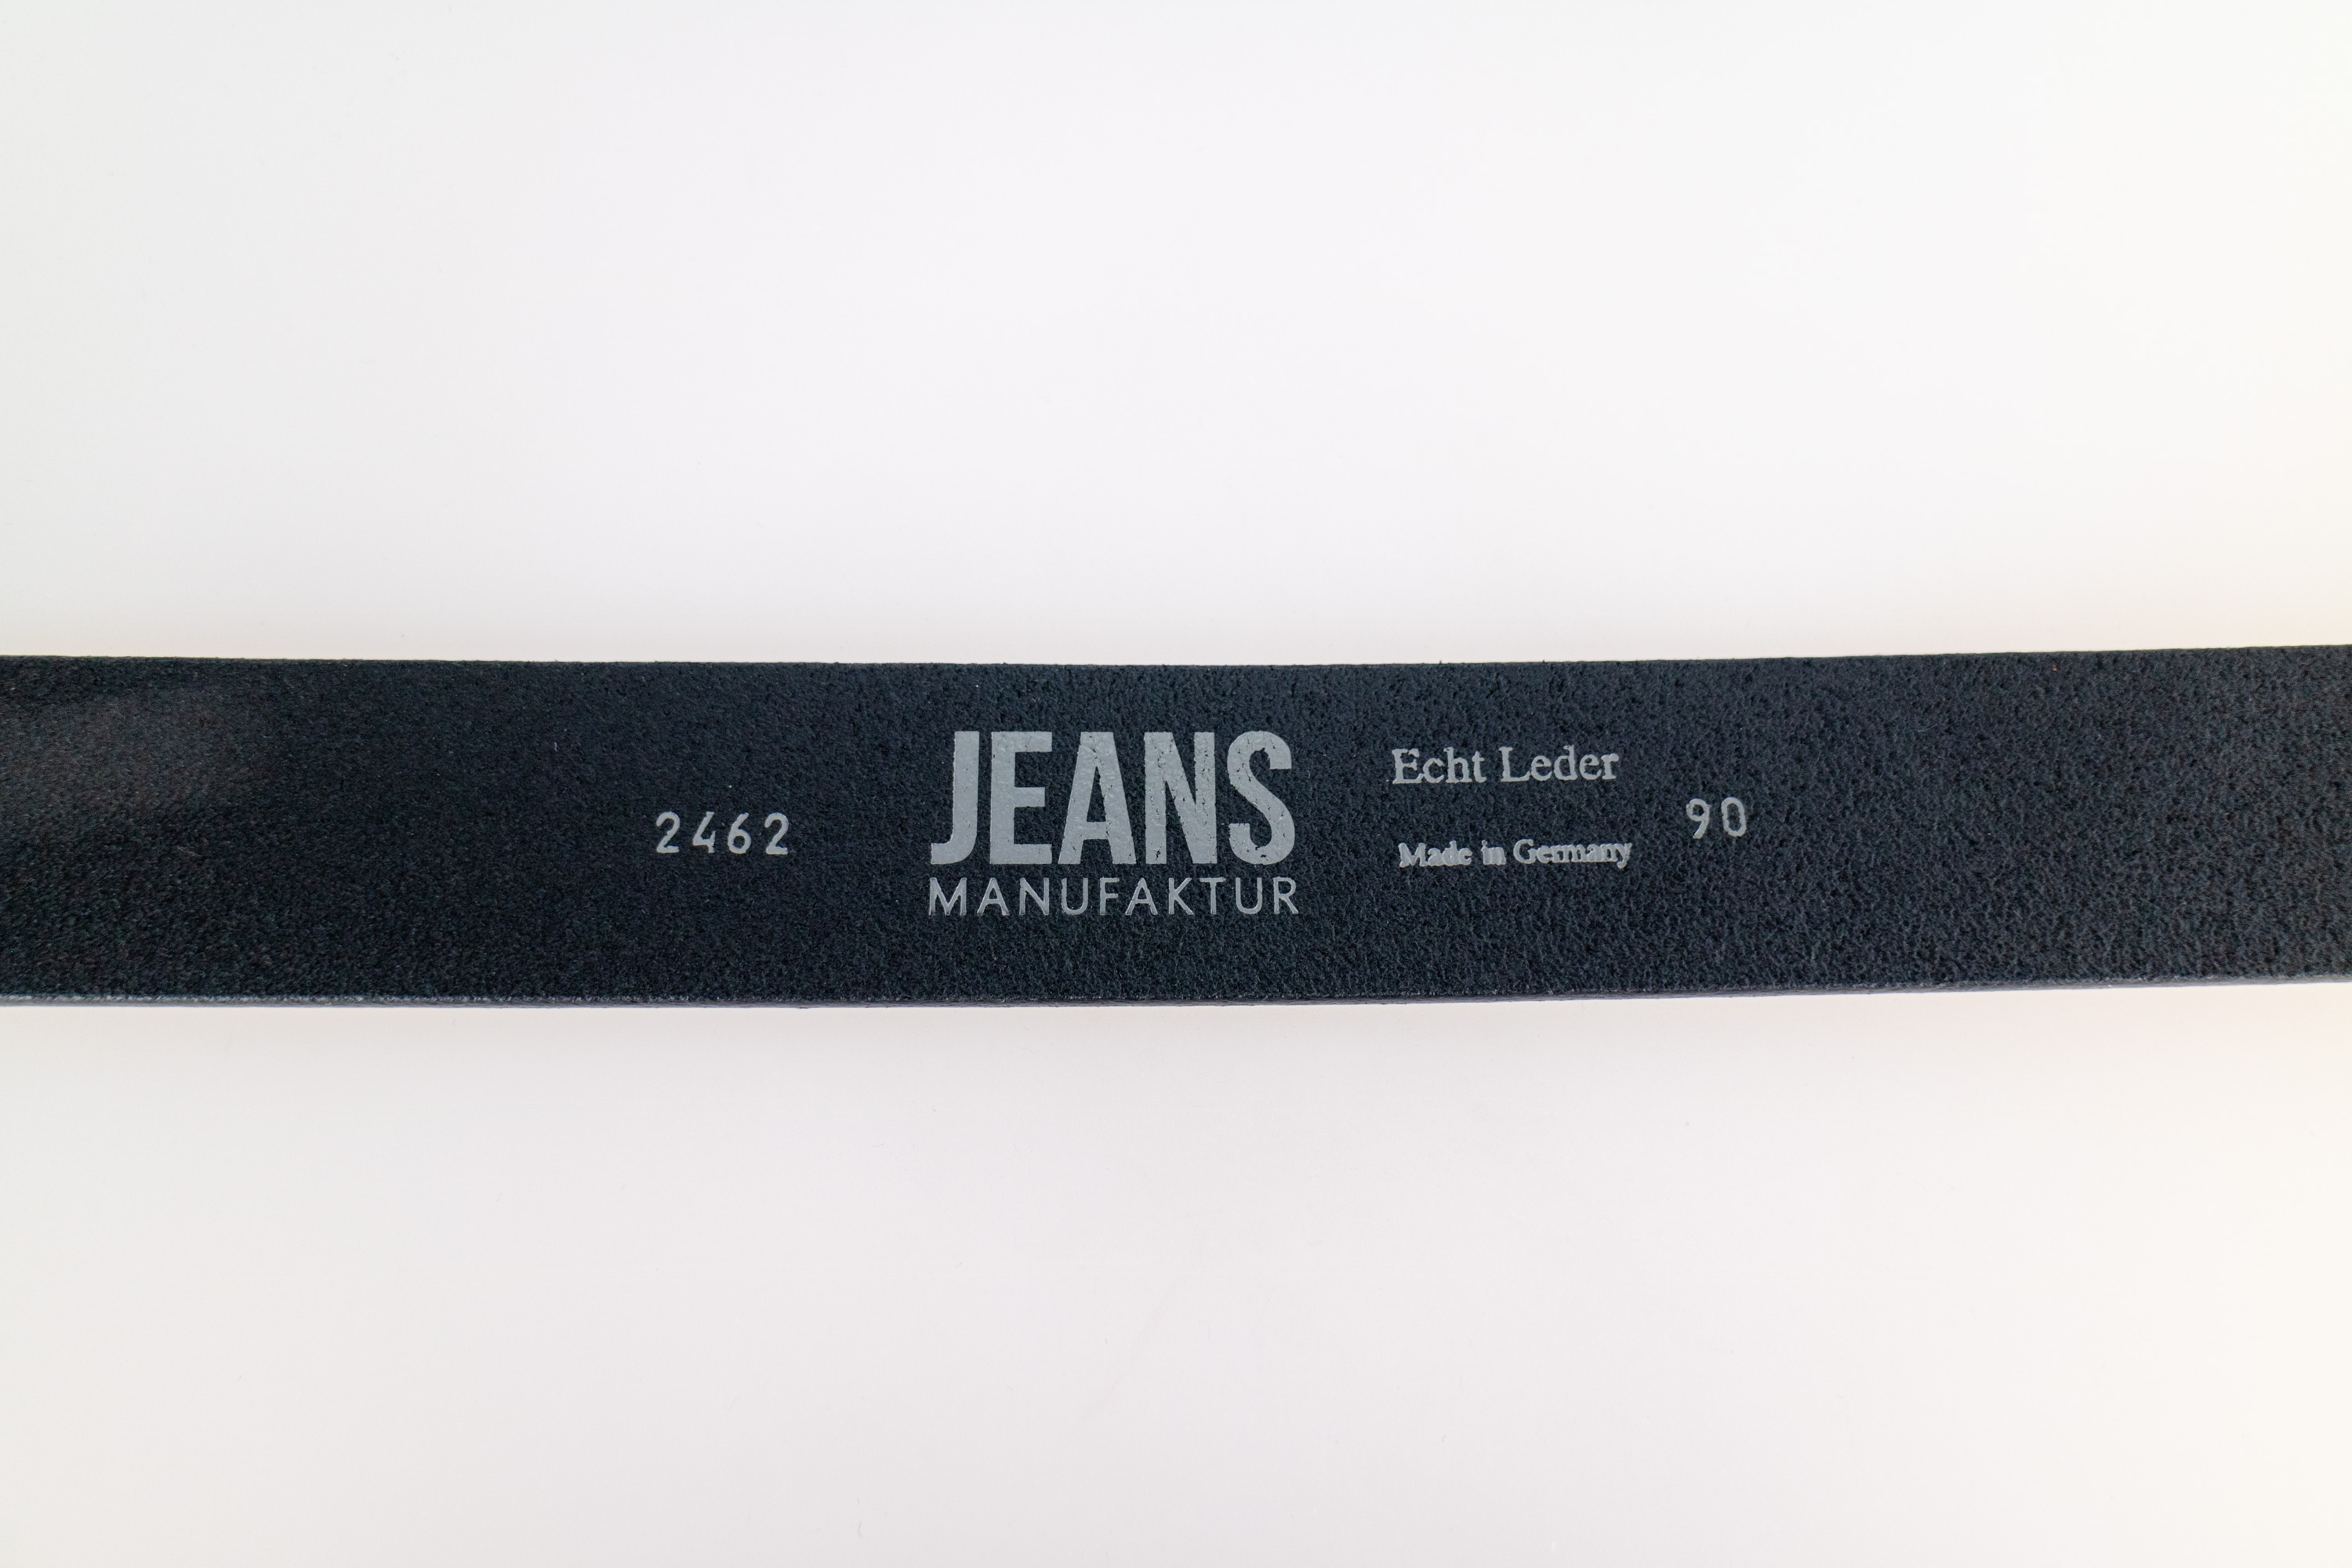 2462
JEANS
MANUFAKTUR
Echt Leder
Made in Germany
90